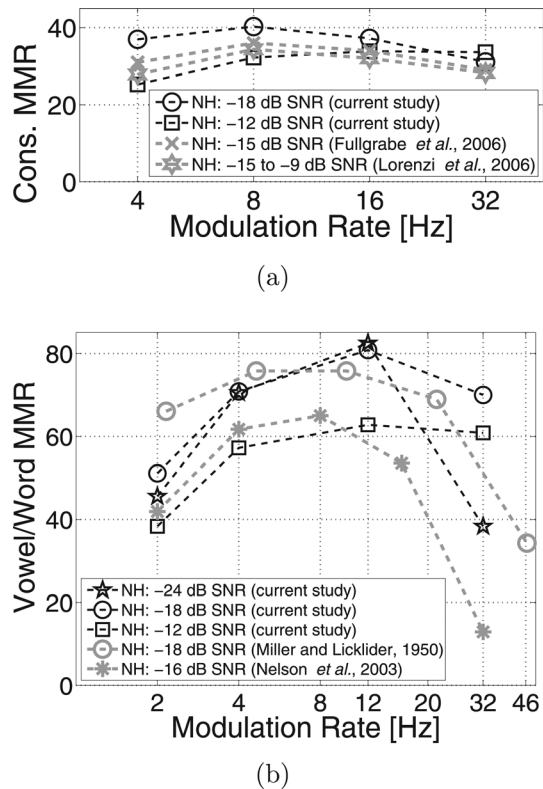 40
20
0
Cons. MMR
NH: −18 dB SNR (current study)
NH: −12 dB SNR (current study)
NH: −15 dB SNR (Fullgrabe et al., 2006)
NH: −15 to −9 dB SNR (Lorenzi et al., 2006)
4 8 16 32
Modulation Rate [Hz]
(a)
80
60
40
20
0
Vowel/Word MMR
NH: −24 dB SNR (current study)
NH: −18 dB SNR (current study)
NH: −12 dB SNR (current study)
NH: −18 dB SNR (Miller and Licklider, 1950)
NH: −16 dB SNR (Nelson et al., 2003)
2 4 8 12 20 32 46
Modulation Rate [Hz]
(b)